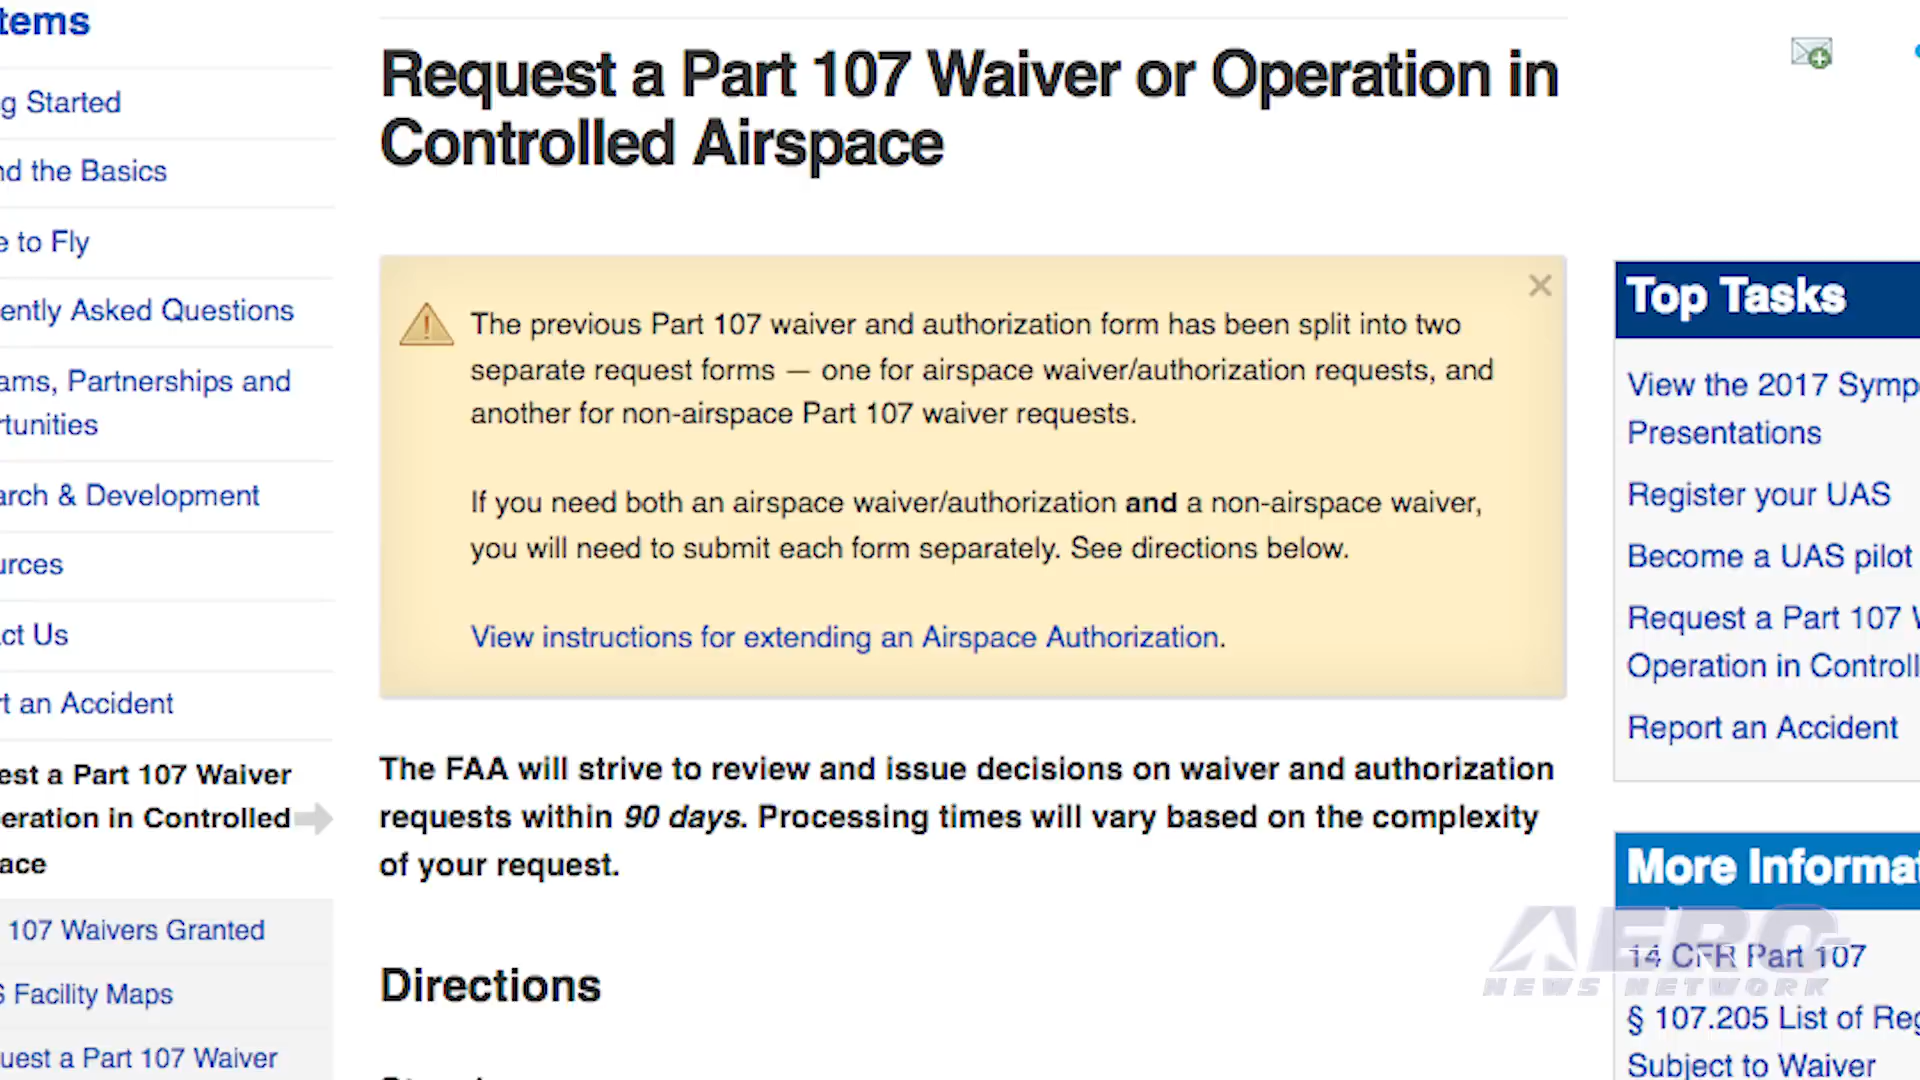 tems
g Started
nd the Basics
e to Fly
ently Asked Questions
ams, Partnerships and
rtunities
arch & Development
urces
ct Us
rt an Accident
est a Part 107 Waiver
eration in Controlled
ace
107 Waivers Granted
S Facility Maps
uest a Part 107 Waiver
Request a Part 107 Waiver or Operation in
Controlled Airspace
The previous Part 107 waiver and authorization form has been split into two
separate request forms — one for airspace waiver/authorization requests, and
another for non-airspace Part 107 waiver requests.
If you need both an airspace waiver/authorization and a non-airspace waiver,
you will need to submit each form separately. See directions below.
View instructions for extending an Airspace Authorization.
The FAA will strive to review and issue decisions on waiver and authorization
requests within 90 days. Processing times will vary based on the complexity
of your request.
Directions
Top Tasks
View the 2017 Symp
Presentations
Register your UAS
Become a UAS pilot
Request a Part 107 W
Operation in Controll
Report an Accident
More Informat
14 CFR Part 107
§ 107.205 List of Reg
Subject to Waiver
AERO
NEWS NETWORK